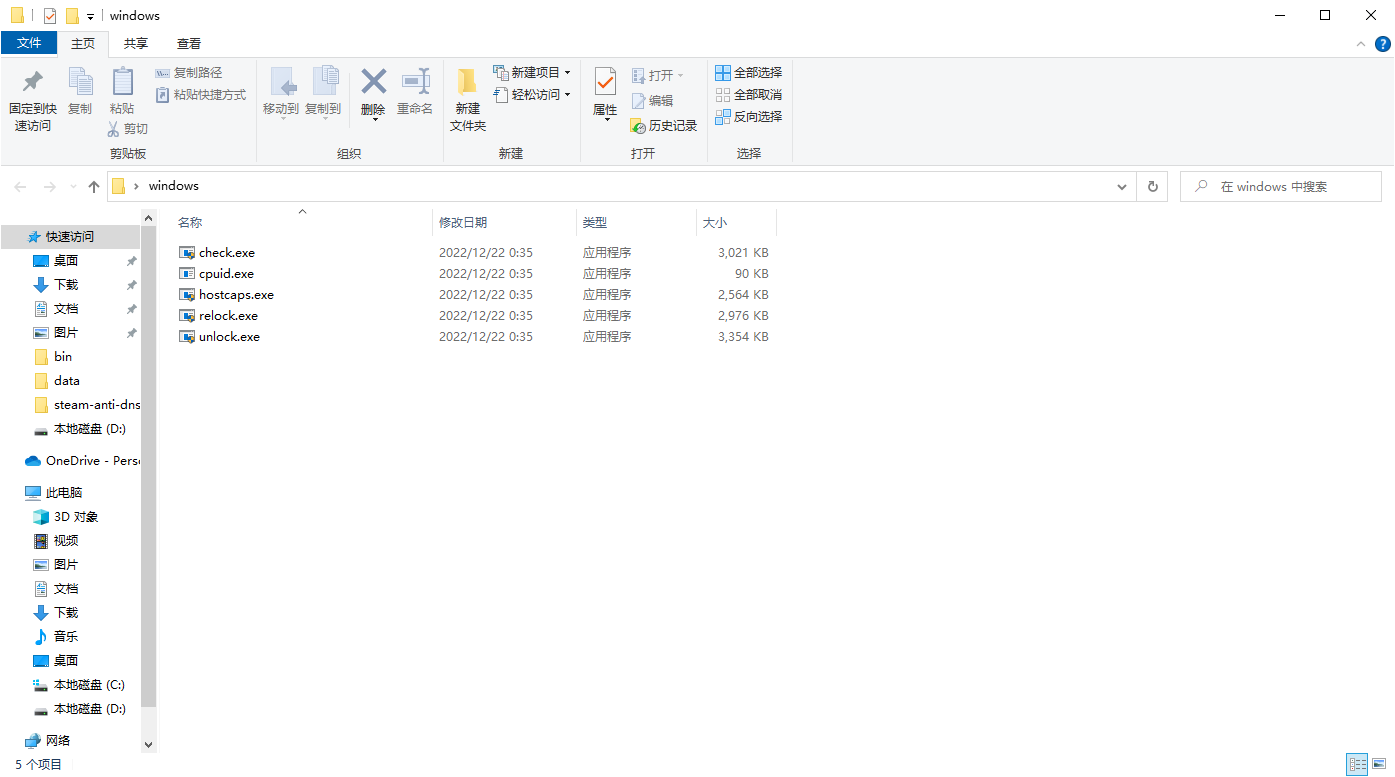 windows
文件 主页 共享 查看
固定到快速访问
复制
粘贴
复制路径
粘贴快捷方式
剪切
剪贴板
移动到
复制到
删除
重命名
组织
新建文件夹
新建项目
轻松访问
新建
属性
打开
编辑
历史记录
打开
全部选择
全部取消
反向选择
选择
windows
在 windows 中搜索
名称 修改日期 类型 大小
check.exe 2022/12/22 0:35 应用程序 3,021 KB
cpuid.exe 2022/12/22 0:35 应用程序 90 KB
hostcaps.exe 2022/12/22 0:35 应用程序 2,564 KB
relock.exe 2022/12/22 0:35 应用程序 2,976 KB
unlock.exe 2022/12/22 0:35 应用程序 3,354 KB
快速访问
桌面
下载
文档
图片
bin
data
steam-anti-dns
本地磁盘 (D:)
OneDrive - Perso
此电脑
3D 对象
视频
图片
文档
下载
音乐
桌面
本地磁盘 (C:)
本地磁盘 (D:)
网络
5 个项目